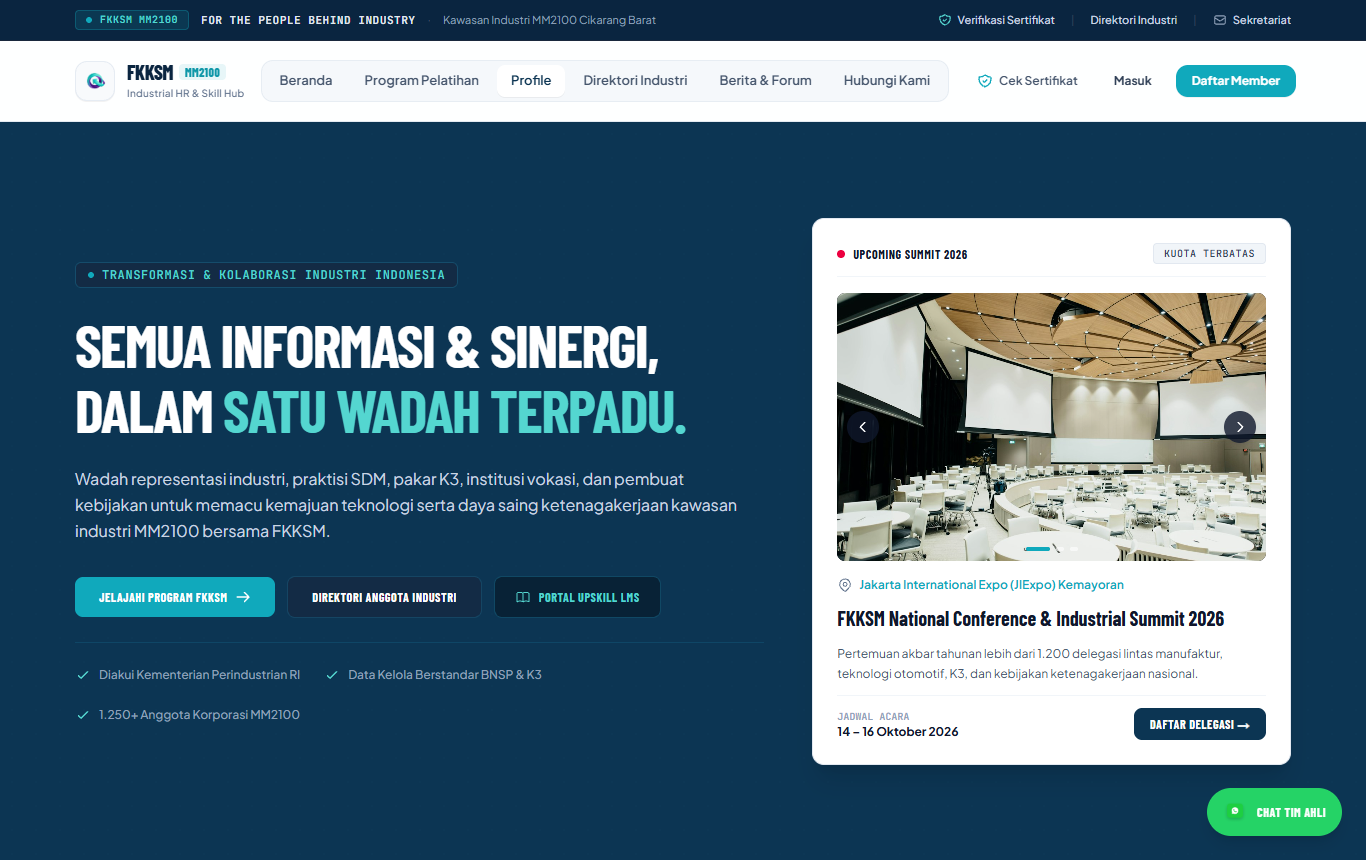 FKKSM MM2100
FOR THE PEOPLE BEHIND INDUSTRY
Kawasan Industri MM2100 Cikarang Barat
Verifikasi Sertifikat
Direktori Industri
Sekretariat
FKKSM MM2100
Industrial HR & Skill Hub
Beranda
Program Pelatihan
Profile
Direktori Industri
Berita & Forum
Hubungi Kami
Cek Sertifikat
Masuk
Daftar Member
TRANSFORMASI & KOLABORASI INDUSTRI INDONESIA
SEMUA INFORMASI & SINERGI,
DALAM SATU WADAH TERPADU.
Wadah representasi industri, praktisi SDM, pakar K3, institusi vokasi, dan pembuat
kebijakan untuk memacu kemajuan teknologi serta daya saing ketenagakerjaan kawasan
industri MM2100 bersama FKKSM.
JELAJAHI PROGRAM FKKSM →
DIREKTORI ANGGOTA INDUSTRI
PORTAL UPSKILL LMS
Diakui Kementerian Perindustrian RI
Data Kelola Berstandar BNSP & K3
1.250+ Anggota Korporasi MM2100
UPCOMING SUMMIT 2026
KUOTA TERBATAS
Jakarta International Expo (JIExpo) Kemayoran
FKKSM National Conference & Industrial Summit 2026
Pertemuan akbar tahunan lebih dari 1.200 delegasi lintas manufaktur,
teknologi otomotif, K3, dan kebijakan ketenagakerjaan nasional.
JADWAL ACARA
14 – 16 Oktober 2026
DAFTAR DELEGASI →
CHAT TIM AHLI